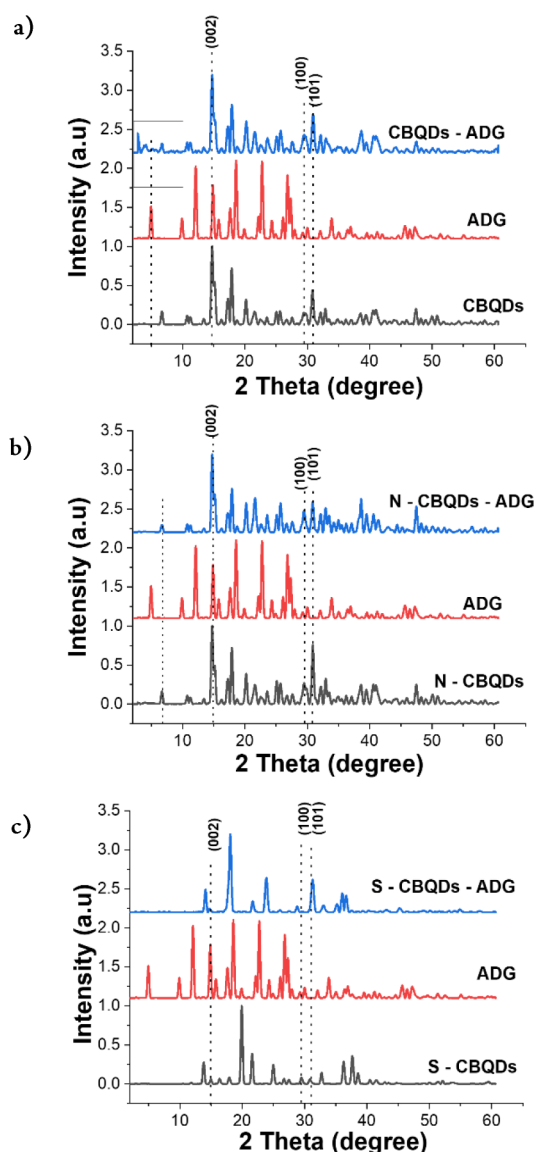 a)
(002)
(100)
(101)
3.5
3.0
2.5
2.0
1.5
1.0
0.5
0.0
Intensity (a.u)
CBQDs - ADG
ADG
CBQDs
10 20 30 40 50 60
2 Theta (degree)
b)
(002)
(100)
(101)
3.5
3.0
2.5
2.0
1.5
1.0
0.5
0.0
Intensity (a.u)
N - CBQDs - ADG
ADG
N - CBQDs
10 20 30 40 50 60
2 Theta (degree)
c)
(002)
(100)
(101)
3.5
3.0
2.5
2.0
1.5
1.0
0.5
0.0
Intensity (a.u)
S - CBQDs - ADG
ADG
S - CBQDs
10 20 30 40 50 60
2 Theta (degree)